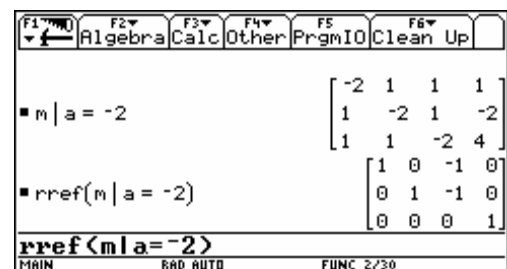 F1 F2 F3 F4 F5 F6
Algebra Calc Other PrgmIO Clean Up
-2 1 1 1
▪ m | a = -2 1 -2 1 -2
1 1 -2 4
1 0 -1 0
▪ rref(m | a = -2) 0 1 -1 0
0 0 0 1
rref(m|a=-2)
MAIN RAD AUTO FUNC 2/30